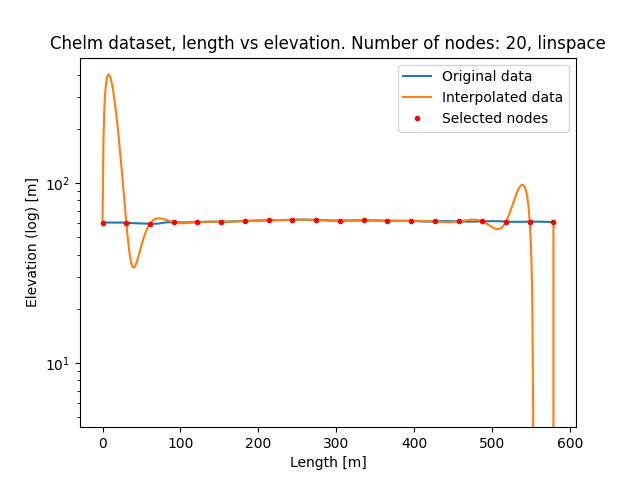 Chelm dataset, length vs elevation. Number of nodes: 20, linspace
Original data
Interpolated data
Selected nodes
Elevation (log) [m]
10²
10¹
0 100 200 300 400 500 600
Length [m]